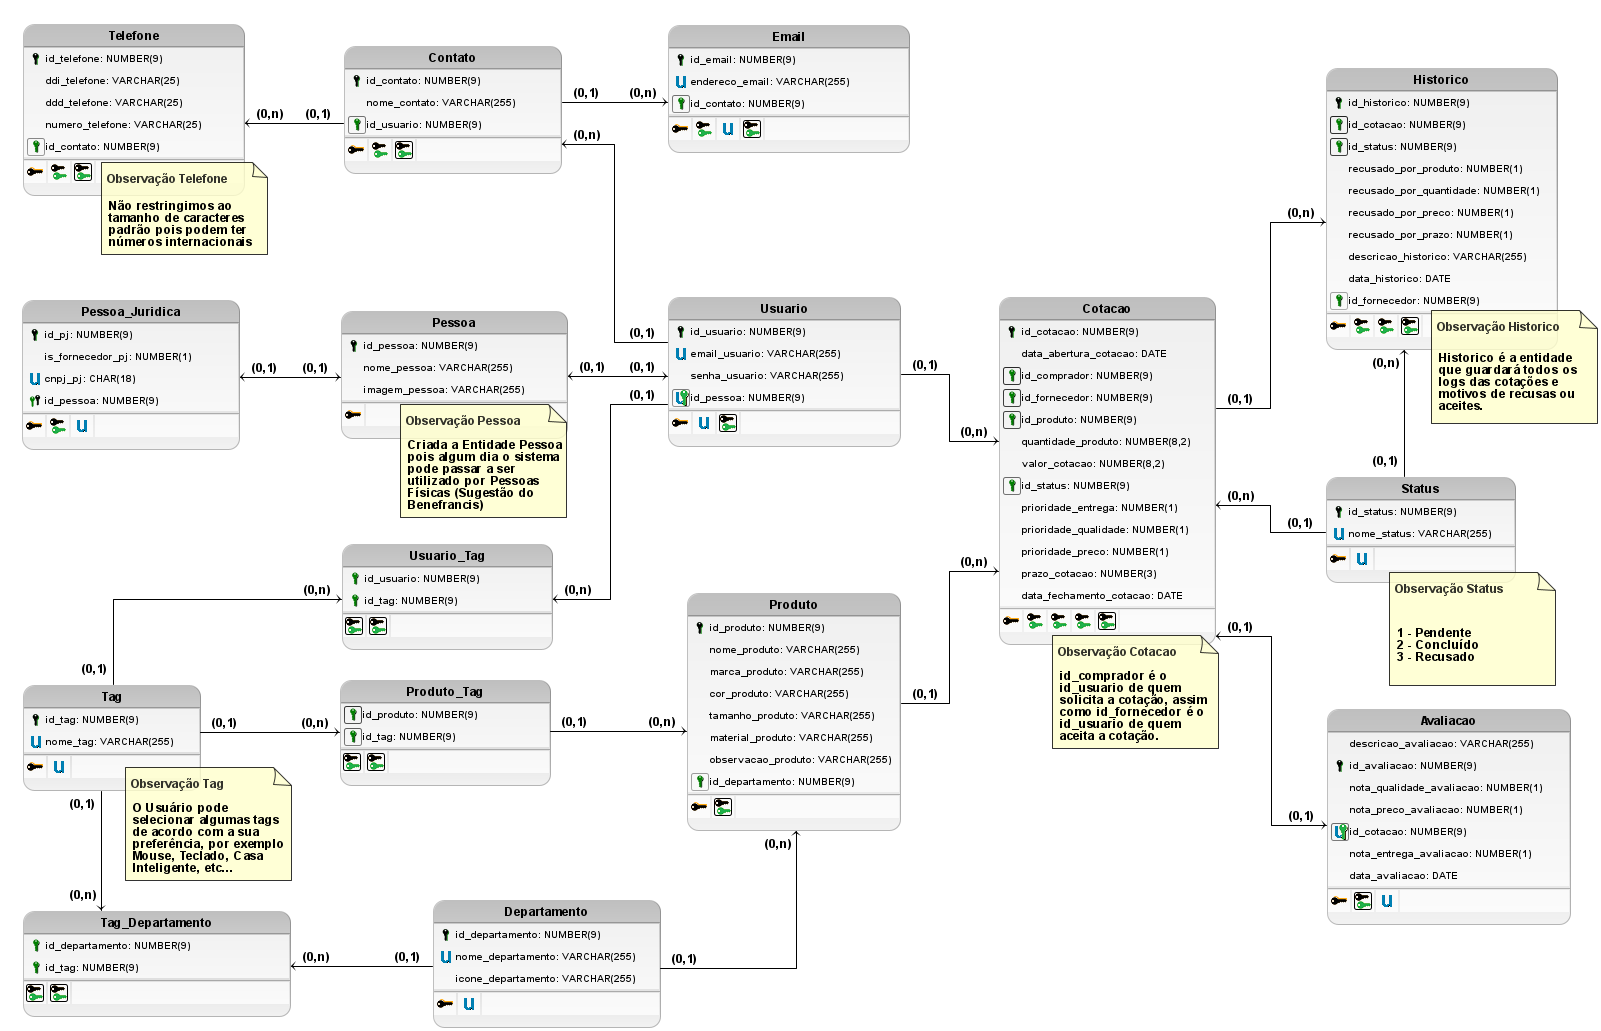 Telefone
id_telefone: NUMBER(9)
ddi_telefone: VARCHAR(25)
ddd_telefone: VARCHAR(25)
numero_telefone: VARCHAR(25)
id_contato: NUMBER(9)
Observação Telefone
Não restringimos ao
tamanho de caracteres
padrão pois podem ter
números internacionais
(0,n)
(0,1)
Contato
id_contato: NUMBER(9)
nome_contato: VARCHAR(255)
id_usuario: NUMBER(9)
(0,1)
(0,n)
(0,n)
Email
id_email: NUMBER(9)
endereco_email: VARCHAR(255)
id_contato: NUMBER(9)
Historico
id_historico: NUMBER(9)
id_cotacao: NUMBER(9)
id_status: NUMBER(9)
recusado_por_produto: NUMBER(1)
recusado_por_quantidade: NUMBER(1)
recusado_por_preco: NUMBER(1)
recusado_por_prazo: NUMBER(1)
descricao_historico: VARCHAR(255)
data_historico: DATE
id_fornecedor: NUMBER(9)
(0,n)
Observação Historico
Historico é a entidade
que guardará todos os
logs das cotações e
motivos de recusas ou
aceites.
(0,n)
(0,1)
Pessoa_Juridica
id_pj: NUMBER(9)
is_fornecedor_pj: NUMBER(1)
cnpj_pj: CHAR(18)
id_pessoa: NUMBER(9)
(0,1)
(0,1)
Pessoa
id_pessoa: NUMBER(9)
nome_pessoa: VARCHAR(255)
imagem_pessoa: VARCHAR(255)
Observação Pessoa
Criada a Entidade Pessoa
pois algum dia o sistema
pode passar a ser
utilizado por Pessoas
Físicas (Sugestão do
Benefrancis)
(0,1)
(0,1)
(0,1)
(0,1)
Usuario
id_usuario: NUMBER(9)
email_usuario: VARCHAR(255)
senha_usuario: VARCHAR(255)
id_pessoa: NUMBER(9)
(0,1)
(0,n)
Cotacao
id_cotacao: NUMBER(9)
data_abertura_cotacao: DATE
id_comprador: NUMBER(9)
id_fornecedor: NUMBER(9)
id_produto: NUMBER(9)
quantidade_produto: NUMBER(8,2)
valor_cotacao: NUMBER(8,2)
id_status: NUMBER(9)
prioridade_entrega: NUMBER(1)
prioridade_qualidade: NUMBER(1)
prioridade_preco: NUMBER(1)
prazo_cotacao: NUMBER(3)
data_fechamento_cotacao: DATE
(0,1)
(0,n)
(0,1)
(0,n)
(0,1)
Observação Cotacao
id_comprador é o
id_usuario de quem
solicita a cotação, assim
como id_fornecedor é o
id_usuario de quem
aceita a cotação.
Status
id_status: NUMBER(9)
nome_status: VARCHAR(255)
Observação Status
1 - Pendente
2 - Concluído
3 - Recusado
Usuario_Tag
id_usuario: NUMBER(9)
id_tag: NUMBER(9)
(0,n)
(0,n)
(0,1)
Tag
id_tag: NUMBER(9)
nome_tag: VARCHAR(255)
(0,1)
(0,n)
Observação Tag
O Usuário pode
selecionar algumas tags
de acordo com a sua
preferência, por exemplo
Mouse, Teclado, Casa
Inteligente, etc...
(0,1)
(0,n)
Produto_Tag
id_produto: NUMBER(9)
id_tag: NUMBER(9)
(0,1)
(0,n)
Produto
id_produto: NUMBER(9)
nome_produto: VARCHAR(255)
marca_produto: VARCHAR(255)
cor_produto: VARCHAR(255)
tamanho_produto: VARCHAR(255)
material_produto: VARCHAR(255)
observacao_produto: VARCHAR(255)
id_departamento: NUMBER(9)
(0,1)
(0,n)
Avaliacao
descricao_avaliacao: VARCHAR(255)
id_avaliacao: NUMBER(9)
nota_qualidade_avaliacao: NUMBER(1)
nota_preco_avaliacao: NUMBER(1)
id_cotacao: NUMBER(9)
nota_entrega_avaliacao: NUMBER(1)
data_avaliacao: DATE
(0,1)
Tag_Departamento
id_departamento: NUMBER(9)
id_tag: NUMBER(9)
(0,n)
(0,1)
Departamento
id_departamento: NUMBER(9)
nome_departamento: VARCHAR(255)
icone_departamento: VARCHAR(255)
(0,1)